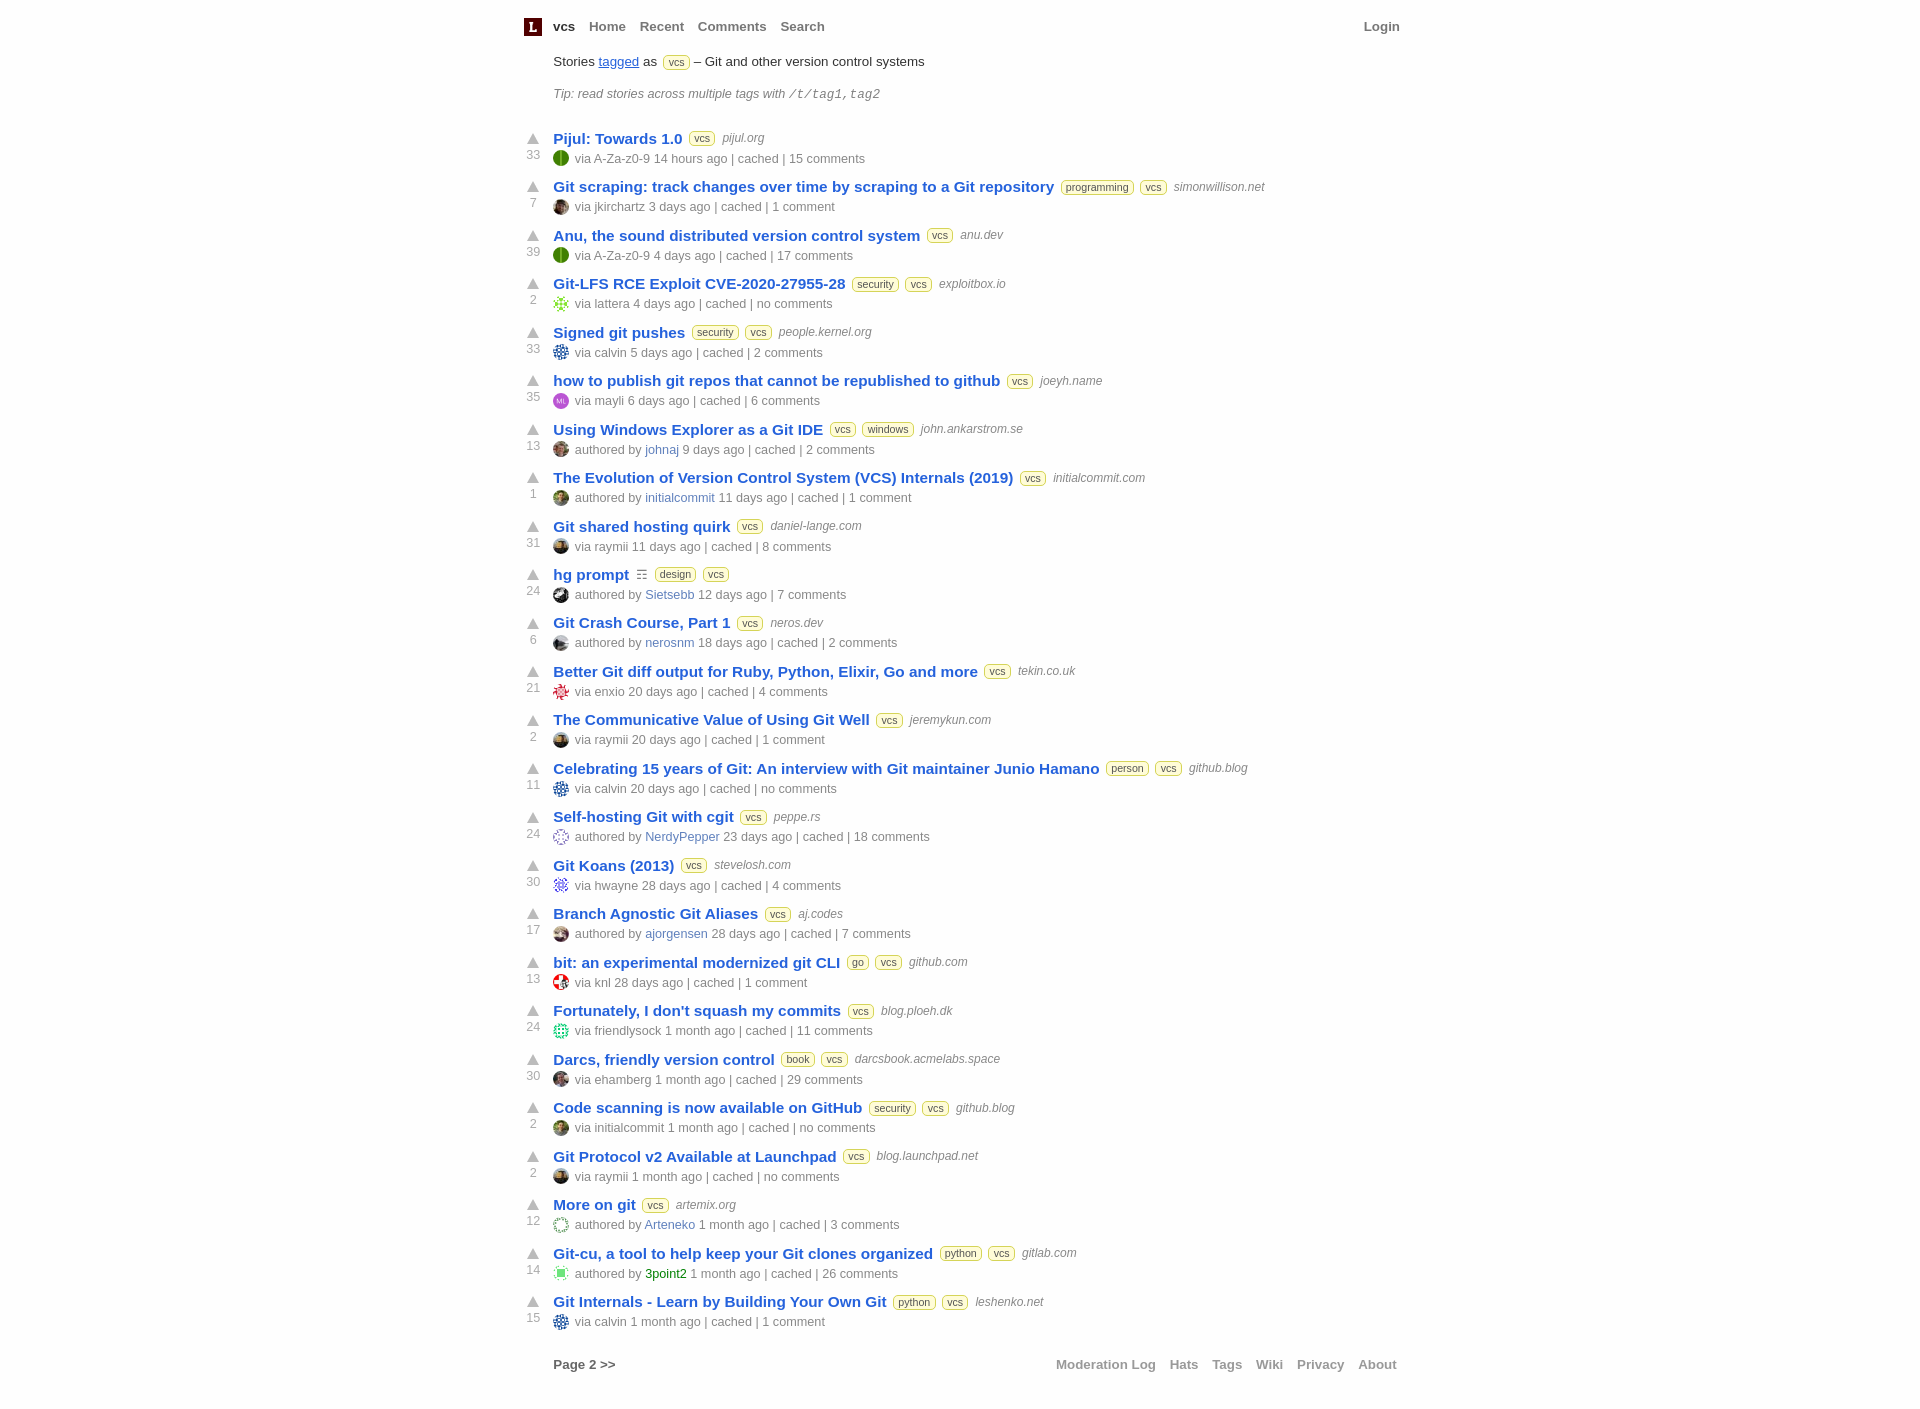 L vcs Home Recent Comments Search Login
Stories tagged as vcs – Git and other version control systems
Tip: read stories across multiple tags with /t/tag1,tag2
Pijul: Towards 1.0 vcs pijul.org
33 via A-Za-z0-9 14 hours ago | cached | 15 comments
Git scraping: track changes over time by scraping to a Git repository programming vcs simonwillison.net
7 via jkirchartz 3 days ago | cached | 1 comment
Anu, the sound distributed version control system vcs anu.dev
39 via A-Za-z0-9 4 days ago | cached | 17 comments
Git-LFS RCE Exploit CVE-2020-27955-28 security vcs exploitbox.io
2 via lattera 4 days ago | cached | no comments
Signed git pushes security vcs people.kernel.org
33 via calvin 5 days ago | cached | 2 comments
how to publish git repos that cannot be republished to github vcs joeyh.name
35 via mayli 6 days ago | cached | 6 comments
Using Windows Explorer as a Git IDE vcs windows john.ankarstrom.se
13 authored by johnaj 9 days ago | cached | 2 comments
The Evolution of Version Control System (VCS) Internals (2019) vcs initialcommit.com
1 authored by initialcommit 11 days ago | cached | 1 comment
Git shared hosting quirk vcs daniel-lange.com
31 via raymii 11 days ago | cached | 8 comments
hg prompt ☶ design vcs
24 authored by Sietsebb 12 days ago | 7 comments
Git Crash Course, Part 1 vcs neros.dev
6 authored by nerosnm 18 days ago | cached | 2 comments
Better Git diff output for Ruby, Python, Elixir, Go and more vcs tekin.co.uk
21 via enxio 20 days ago | cached | 4 comments
The Communicative Value of Using Git Well vcs jeremykun.com
2 via raymii 20 days ago | cached | 1 comment
Celebrating 15 years of Git: An interview with Git maintainer Junio Hamano person vcs github.blog
11 via calvin 20 days ago | cached | no comments
Self-hosting Git with cgit vcs peppe.rs
24 authored by NerdyPepper 23 days ago | cached | 18 comments
Git Koans (2013) vcs stevelosh.com
30 via hwayne 28 days ago | cached | 4 comments
Branch Agnostic Git Aliases vcs aj.codes
17 authored by ajorgensen 28 days ago | cached | 7 comments
bit: an experimental modernized git CLI go vcs github.com
13 via knl 28 days ago | cached | 1 comment
Fortunately, I don't squash my commits vcs blog.ploeh.dk
24 via friendlysock 1 month ago | cached | 11 comments
Darcs, friendly version control book vcs darcsbook.acmelabs.space
30 via ehamberg 1 month ago | cached | 29 comments
Code scanning is now available on GitHub security vcs github.blog
2 via initialcommit 1 month ago | cached | no comments
Git Protocol v2 Available at Launchpad vcs blog.launchpad.net
2 via raymii 1 month ago | cached | no comments
More on git vcs artemix.org
12 authored by Arteneko 1 month ago | cached | 3 comments
Git-cu, a tool to help keep your Git clones organized python vcs gitlab.com
14 authored by 3point2 1 month ago | cached | 26 comments
Git Internals - Learn by Building Your Own Git python vcs leshenko.net
15 via calvin 1 month ago | cached | 1 comment
Page 2 >> Moderation Log Hats Tags Wiki Privacy About